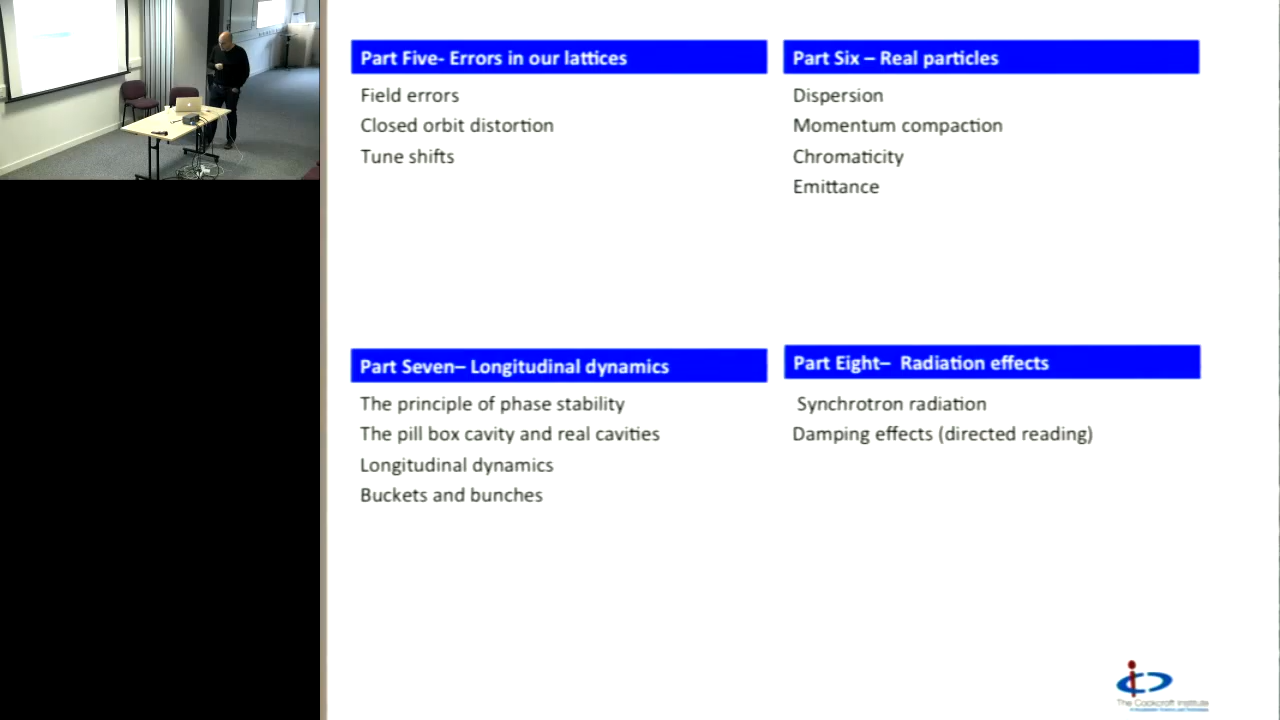 Part Five- Errors in our lattices
Field errors
Closed orbit distortion
Tune shifts
Part Six – Real particles
Dispersion
Momentum compaction
Chromaticity
Emittance
Part Seven– Longitudinal dynamics
The principle of phase stability
The pill box cavity and real cavities
Longitudinal dynamics
Buckets and bunches
Part Eight–  Radiation effects
Synchrotron radiation
Damping effects (directed reading)
The Cockcroft Institute